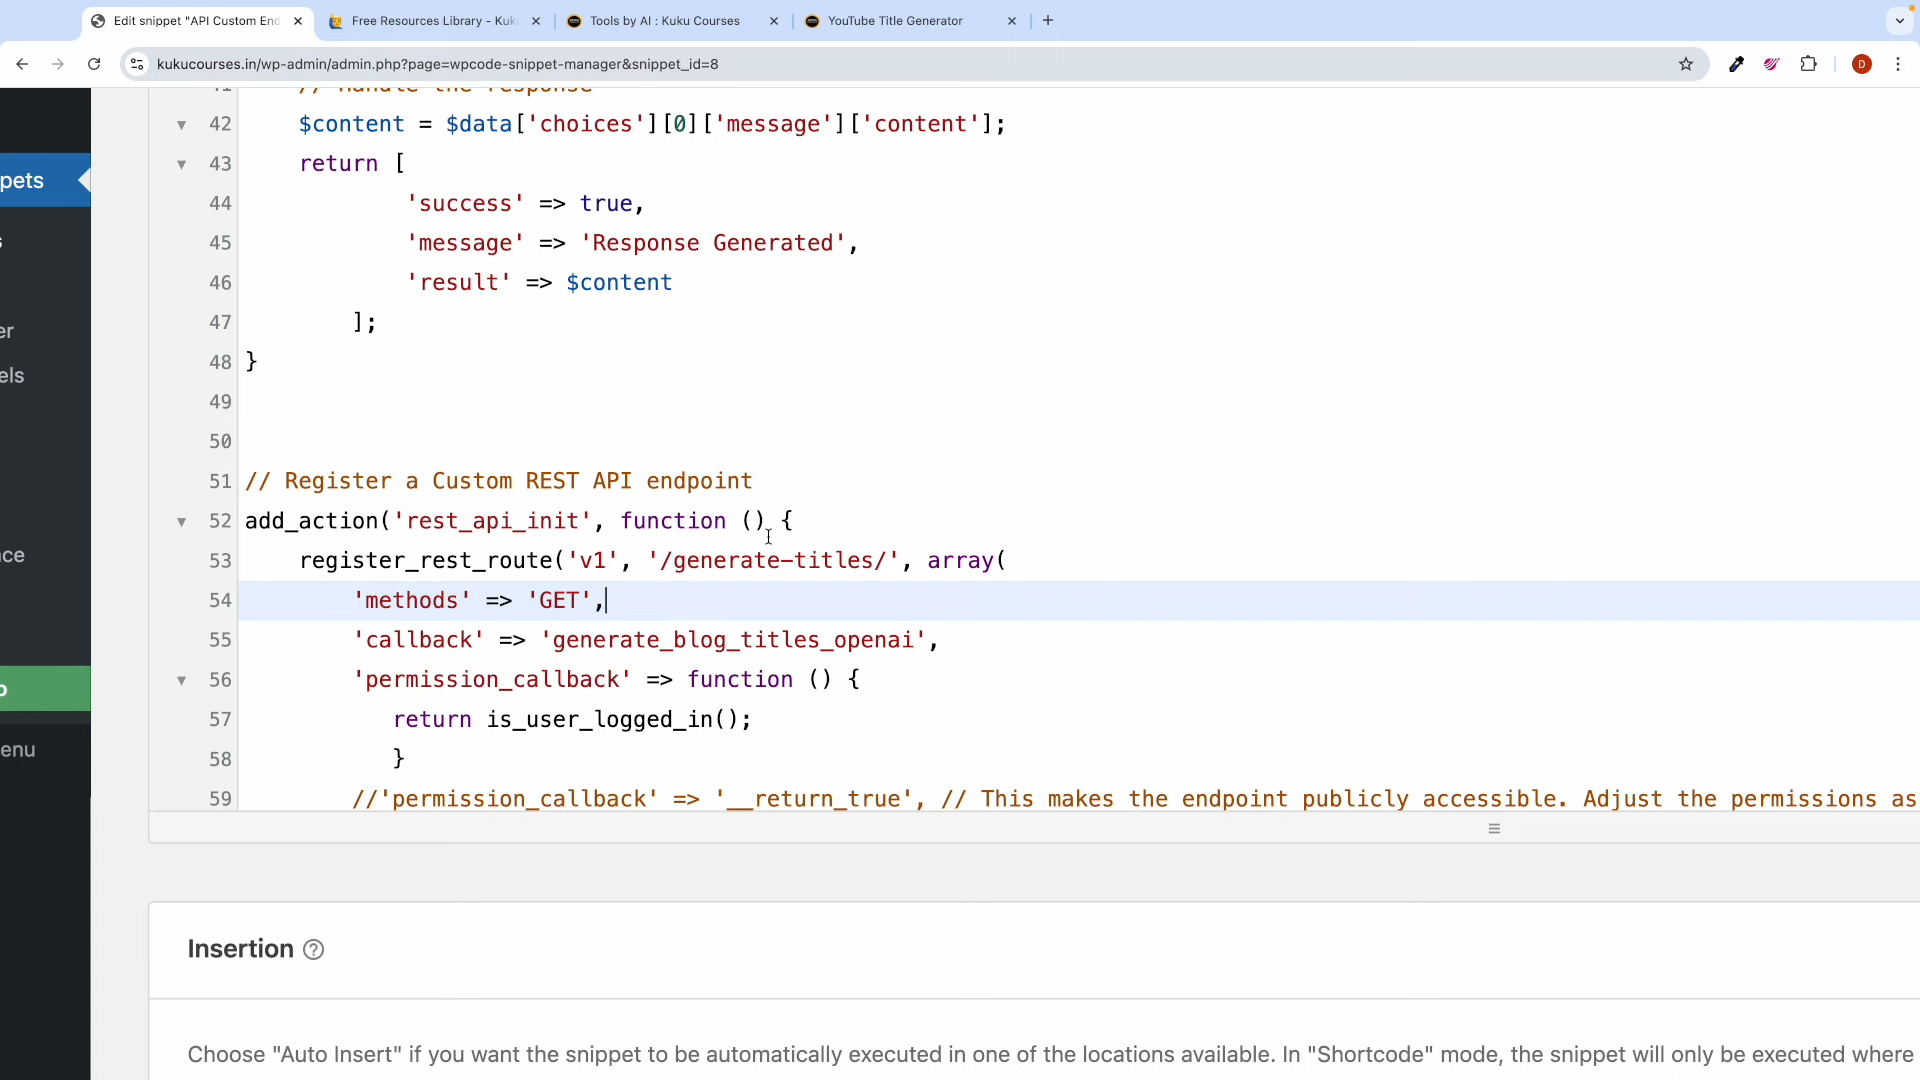 Edit snippet "API Custom End
Free Resources Library - Kuku
Tools by AI : Kuku Courses
YouTube Title Generator
kukucourses.in/wp-admin/admin.php?page=wpcode-snippet-manager&snippet_id=8
D
41 // Handle the response
42 $content = $data['choices'][0]['message']['content'];
43 return [
44 'success' => true,
45 'message' => 'Response Generated',
46 'result' => $content
47 ];
48 }
49
50
51 // Register a Custom REST API endpoint
52 add_action('rest_api_init', function () {
53 register_rest_route('v1', '/generate-titles/', array(
54 'methods' => 'GET',
55 'callback' => 'generate_blog_titles_openai',
56 'permission_callback' => function () {
57 return is_user_logged_in();
58 }
59 //'permission_callback' => '__return_true', // This makes the endpoint publicly accessible. Adjust the permissions as
pets
s
er
els
ce
o
enu
Insertion
Choose "Auto Insert" if you want the snippet to be automatically executed in one of the locations available. In "Shortcode" mode, the snippet will only be executed where